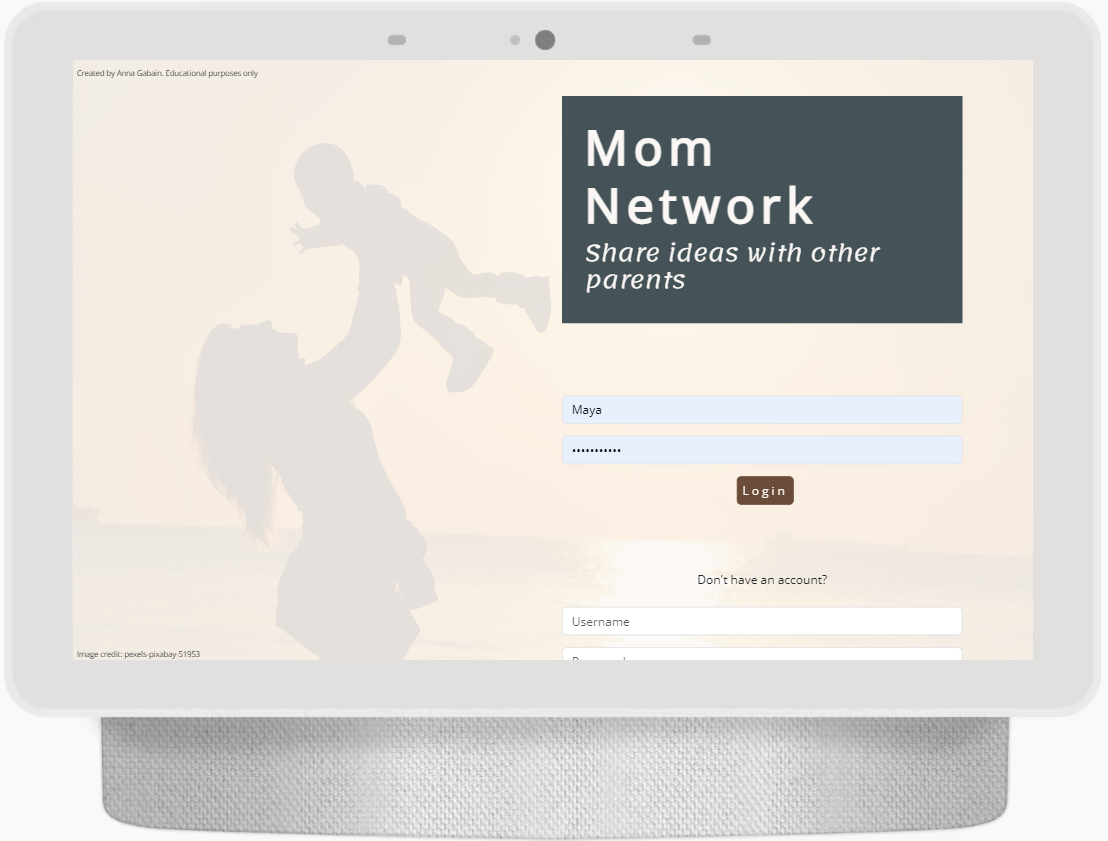 Created by Anna Gabain. Educational purposes only
Mom
Network
Share ideas with other
parents
Maya
•••••••••••
Login
Don't have an account?
Username
Image credit: pexels-pixabay-51953